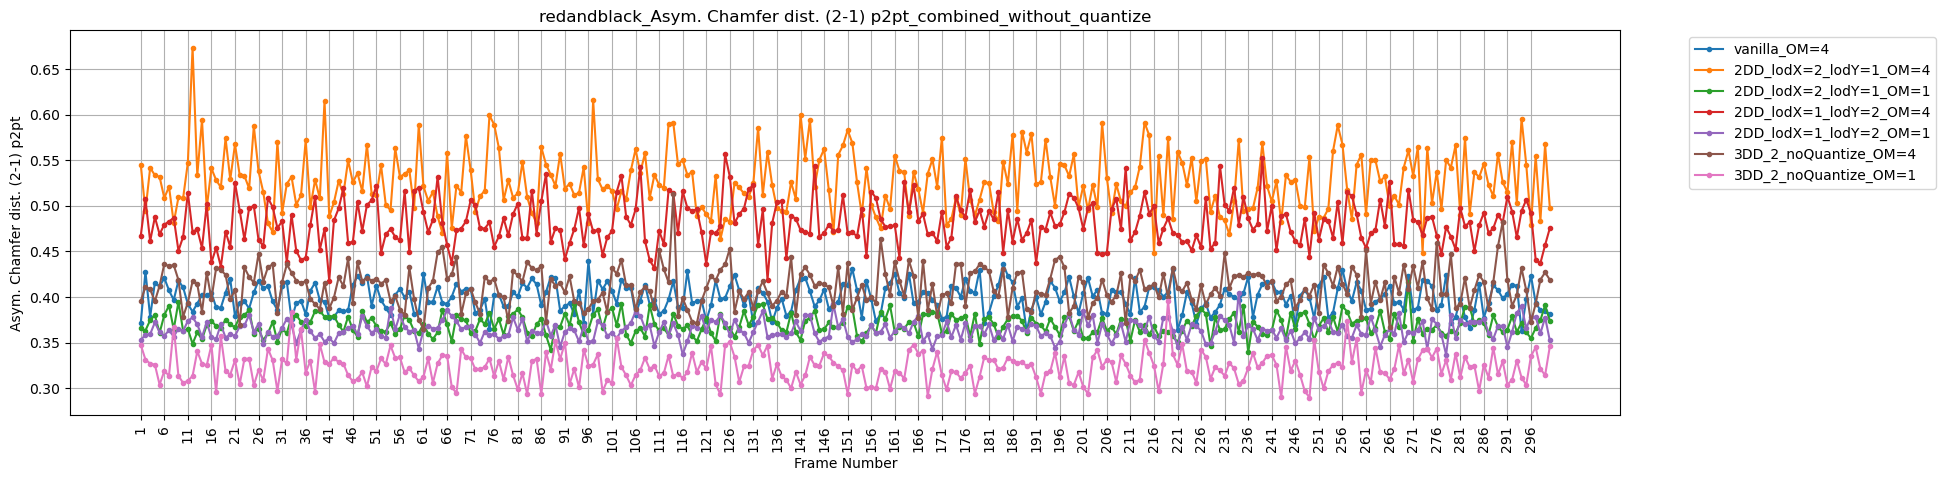 redandblack_Asym. Chamfer dist. (2-1) p2pt_combined_without_quantize
Asym. Chamfer dist. (2-1) p2pt
0.65
0.60
0.55
0.50
0.45
0.40
0.35
0.30
1 6 11 16 21 26 31 36 41 46 51 56 61 66 71 76 81 86 91 96 101 106 111 116 121 126 131 136 141 146 151 156 161 166 171 176 181 186 191 196 201 206 211 216 221 226 231 236 241 246 251 256 261 266 271 276 281 286 291 296
Frame Number
vanilla_OM=4
2DD_lodX=2_lodY=1_OM=4
2DD_lodX=2_lodY=1_OM=1
2DD_lodX=1_lodY=2_OM=4
2DD_lodX=1_lodY=2_OM=1
3DD_2_noQuantize_OM=4
3DD_2_noQuantize_OM=1